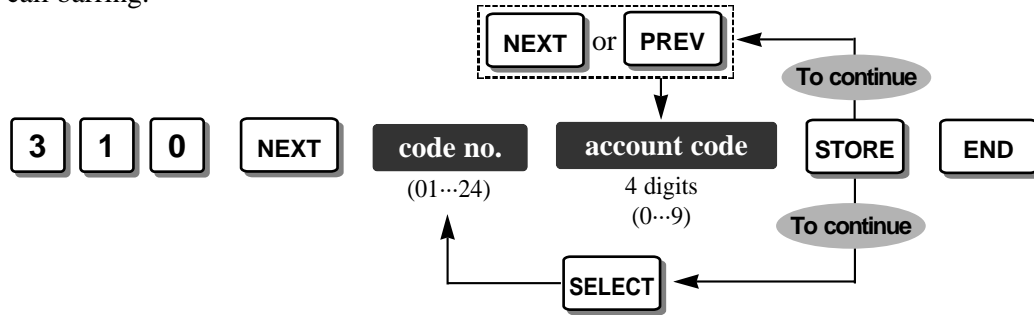 call barring.
NEXT or PREV
To continue
3 1 0 NEXT code no. account code STORE END
(01···24) 4 digits
(0···9)
To continue
SELECT